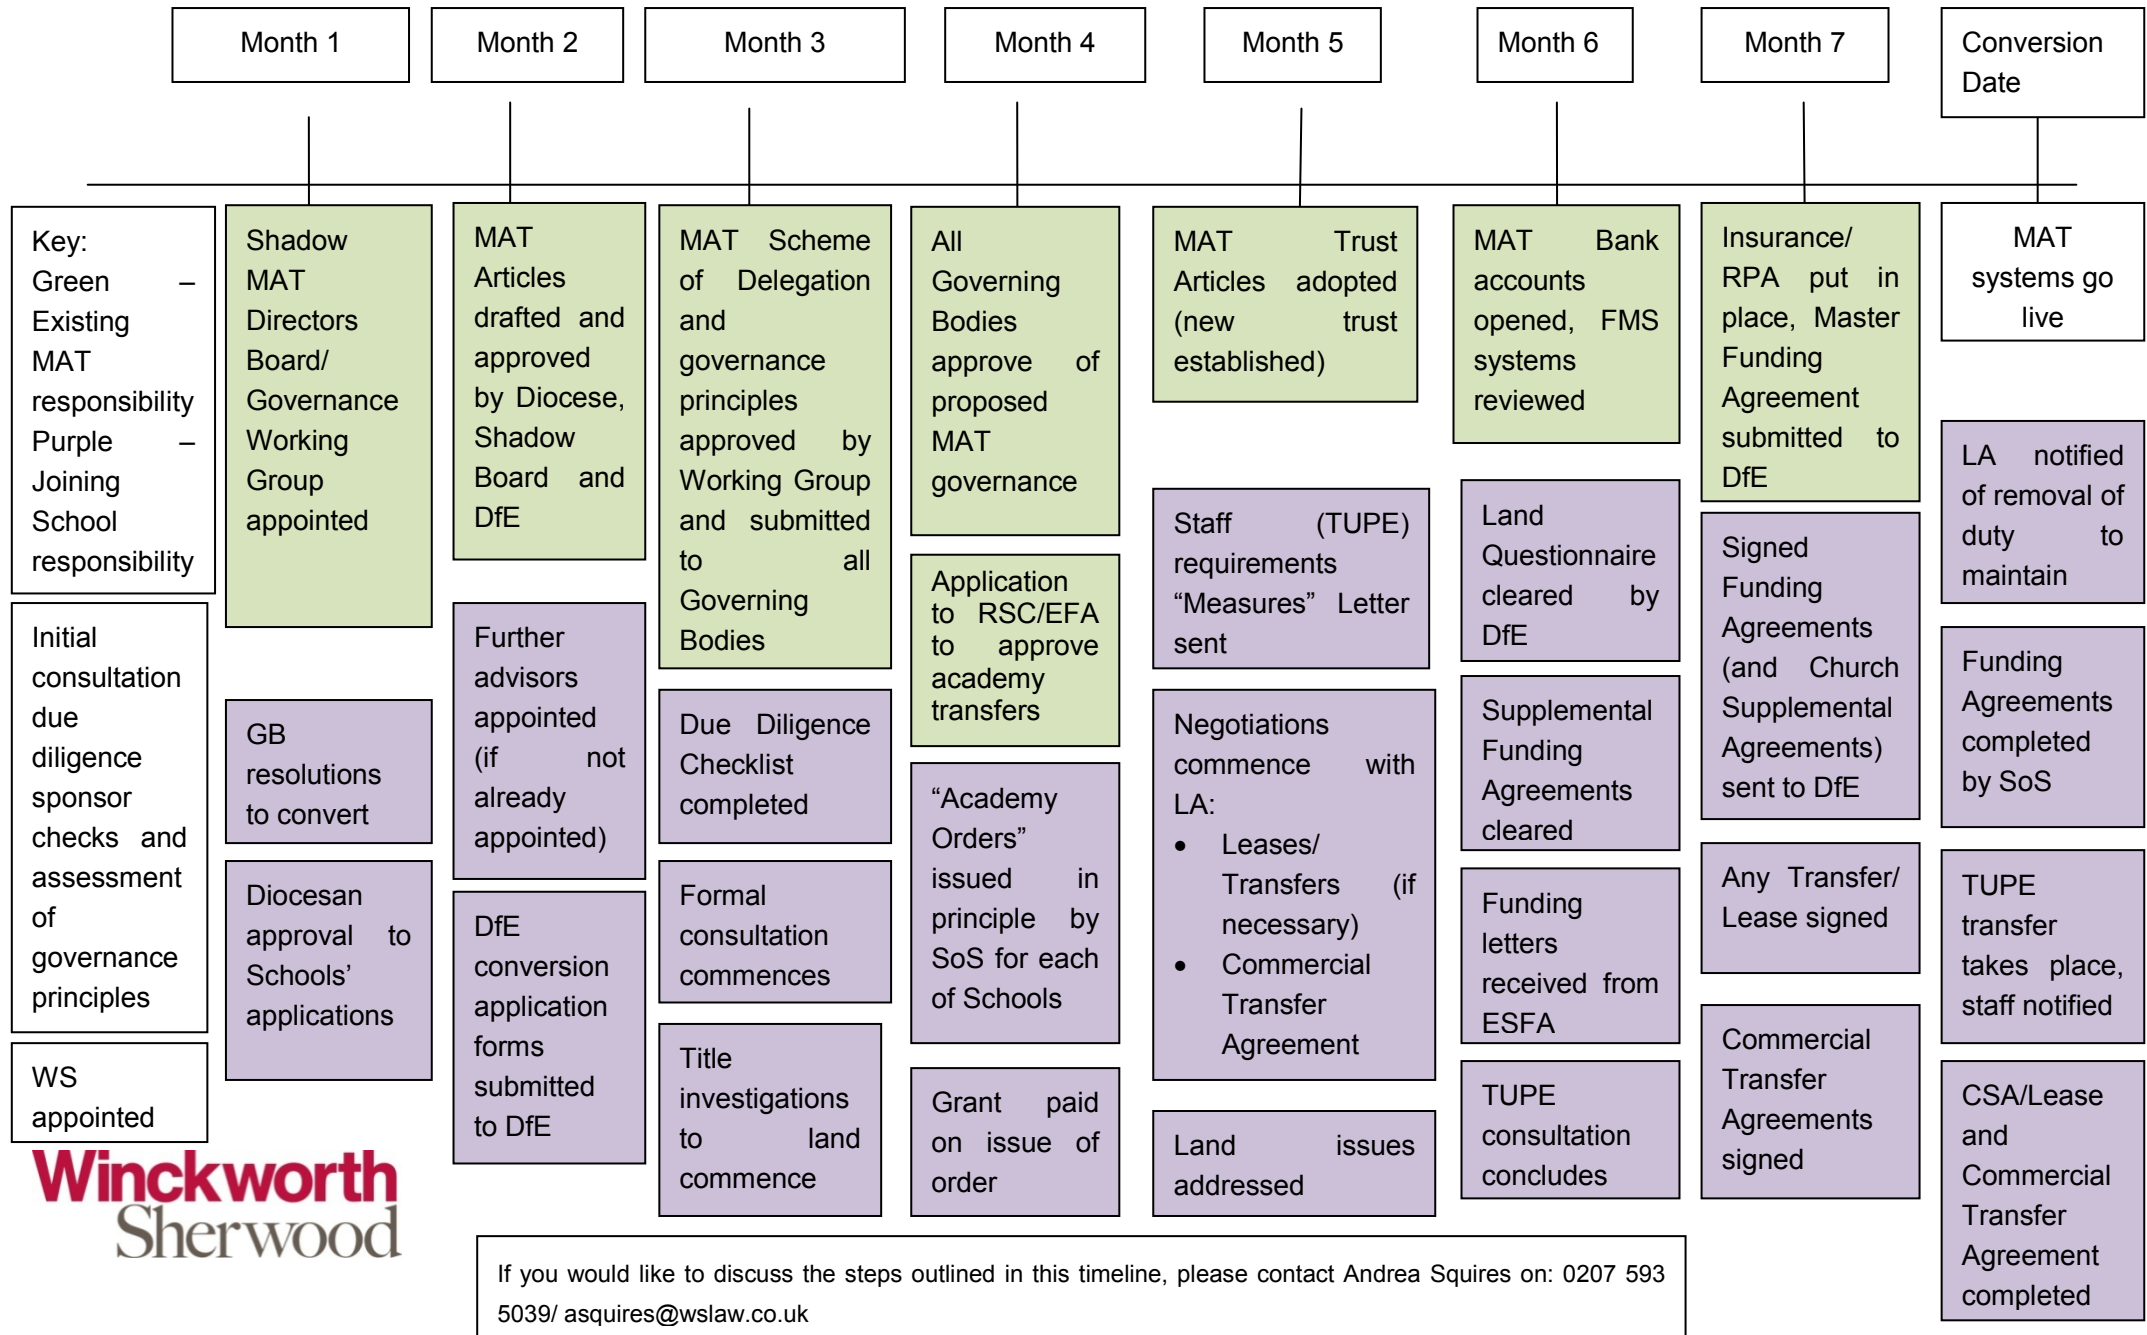 Month 1
Month 2
Month 3
Month 4
Month 5
Month 6
Month 7
Conversion
Date
Key:
Green –
Existing
MAT
responsibility
Purple –
Joining
School
responsibility
Initial
consultation
due
diligence
sponsor
checks and
assessment
of
governance
principles
WS
appointed
Shadow
MAT
Directors
Board/
Governance
Working
Group
appointed
GB
resolutions
to convert
Diocesan
approval to
Schools’
applications
MAT
Articles
drafted and
approved
by Diocese,
Shadow
Board and
DfE
Further
advisors
appointed
(if not
already
appointed)
DfE
conversion
application
forms
submitted
to DfE
MAT Scheme
of Delegation
and
governance
principles
approved by
Working Group
and submitted
to all
Governing
Bodies
Due Diligence
Checklist
completed
Formal
consultation
commences
Title
investigations
to land
commence
All
Governing
Bodies
approve of
proposed
MAT
governance
Application
to RSC/EFA
to approve
academy
transfers
“Academy
Orders”
issued in
principle by
SoS for each
of Schools
Grant paid
on issue of
order
MAT Trust
Articles adopted
(new trust
established)
Staff (TUPE)
requirements
“Measures” Letter
sent
Negotiations
commence with
LA:
• Leases/
Transfers (if
necessary)
• Commercial
Transfer
Agreement
Land issues
addressed
MAT Bank
accounts
opened, FMS
systems
reviewed
Land
Questionnaire
cleared by
DfE
Supplemental
Funding
Agreements
cleared
Funding
letters
received from
ESFA
TUPE
consultation
concludes
Insurance/
RPA put in
place, Master
Funding
Agreement
submitted to
DfE
Signed
Funding
Agreements
(and Church
Supplemental
Agreements)
sent to DfE
Any Transfer/
Lease signed
Commercial
Transfer
Agreements
signed
MAT
systems go
live
LA notified
of removal of
duty to
maintain
Funding
Agreements
completed
by SoS
TUPE
transfer
takes place,
staff notified
CSA/Lease
and
Commercial
Transfer
Agreement
completed
Winckworth
Sherwood
If you would like to discuss the steps outlined in this timeline, please contact Andrea Squires on: 0207 593
5039/ asquires@wslaw.co.uk